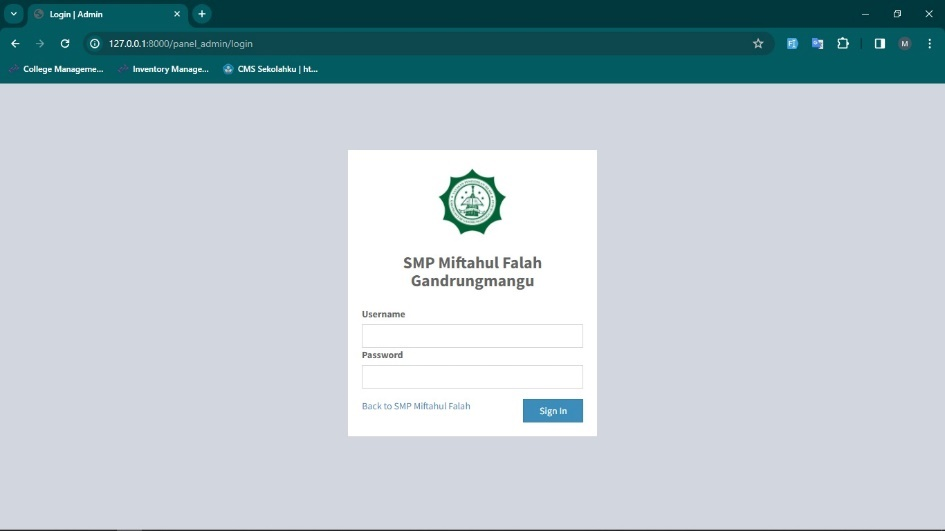 Login | Admin
127.0.0.1:8000/panel_admin/login
M
College Manageme...
Inventory Manage...
CMS Sekolahku | ht...
SMP Miftahul Falah
Gandrungmangu
Username
Password
Back to SMP Miftahul Falah
Sign In